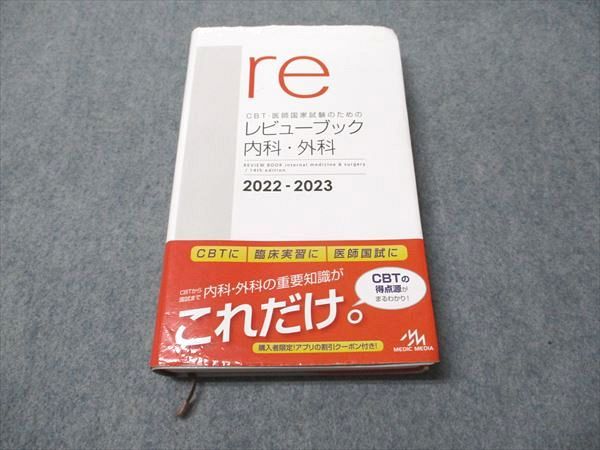 re
CBT・医師国家試験のための
レビューブック
内科・外科
REVIEW BOOK internal medicine & surgery
/ 14th edition
2022-2023
CBTに 臨床実習に 医師国試に
CBTから
国試まで
内科・外科の重要知識が
これだけ。
CBTの
得点源が
まるわかり!
購入者限定!アプリの割引クーポン付き!
MEDIC MEDIA